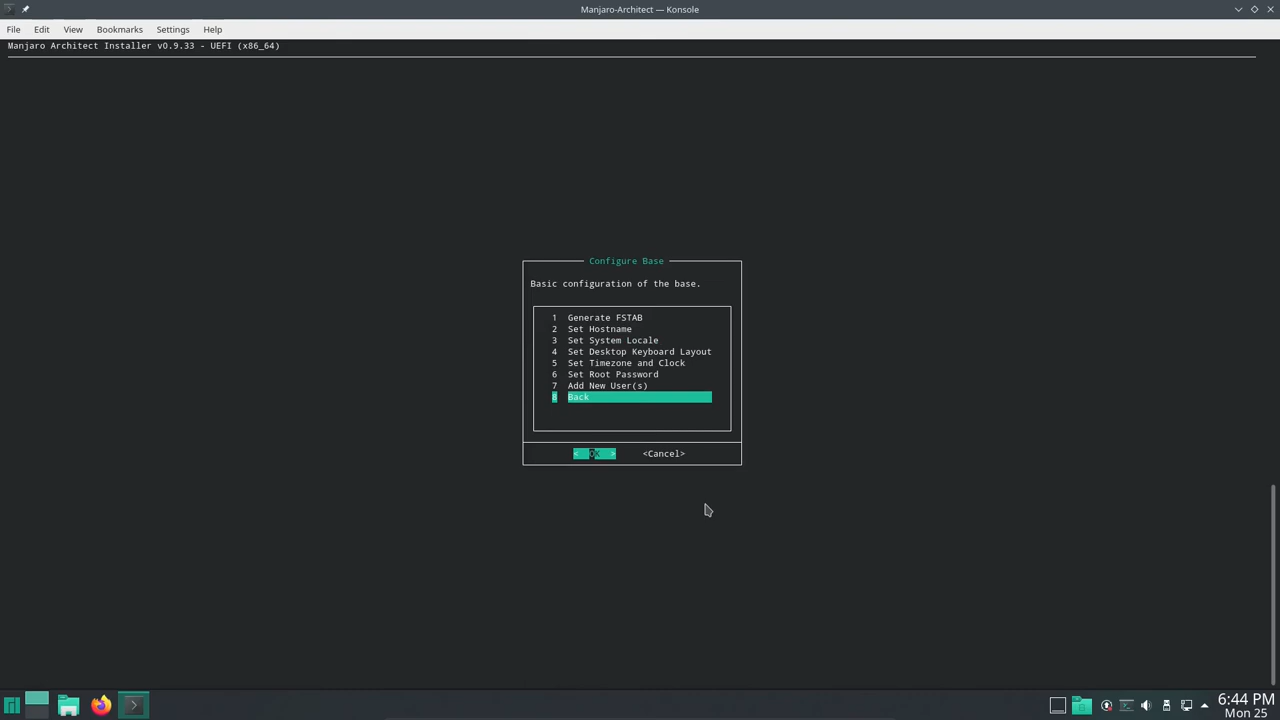 Manjaro-Architect — Konsole
File Edit View Bookmarks Settings Help
Manjaro Architect Installer v0.9.33 - UEFI (x86_64)
Configure Base
Basic configuration of the base.
1 Generate FSTAB
2 Set Hostname
3 Set System Locale
4 Set Desktop Keyboard Layout
5 Set Timezone and Clock
6 Set Root Password
7 Add New User(s)
8 Back
< OK > <Cancel>
6:44 PM
Mon 25